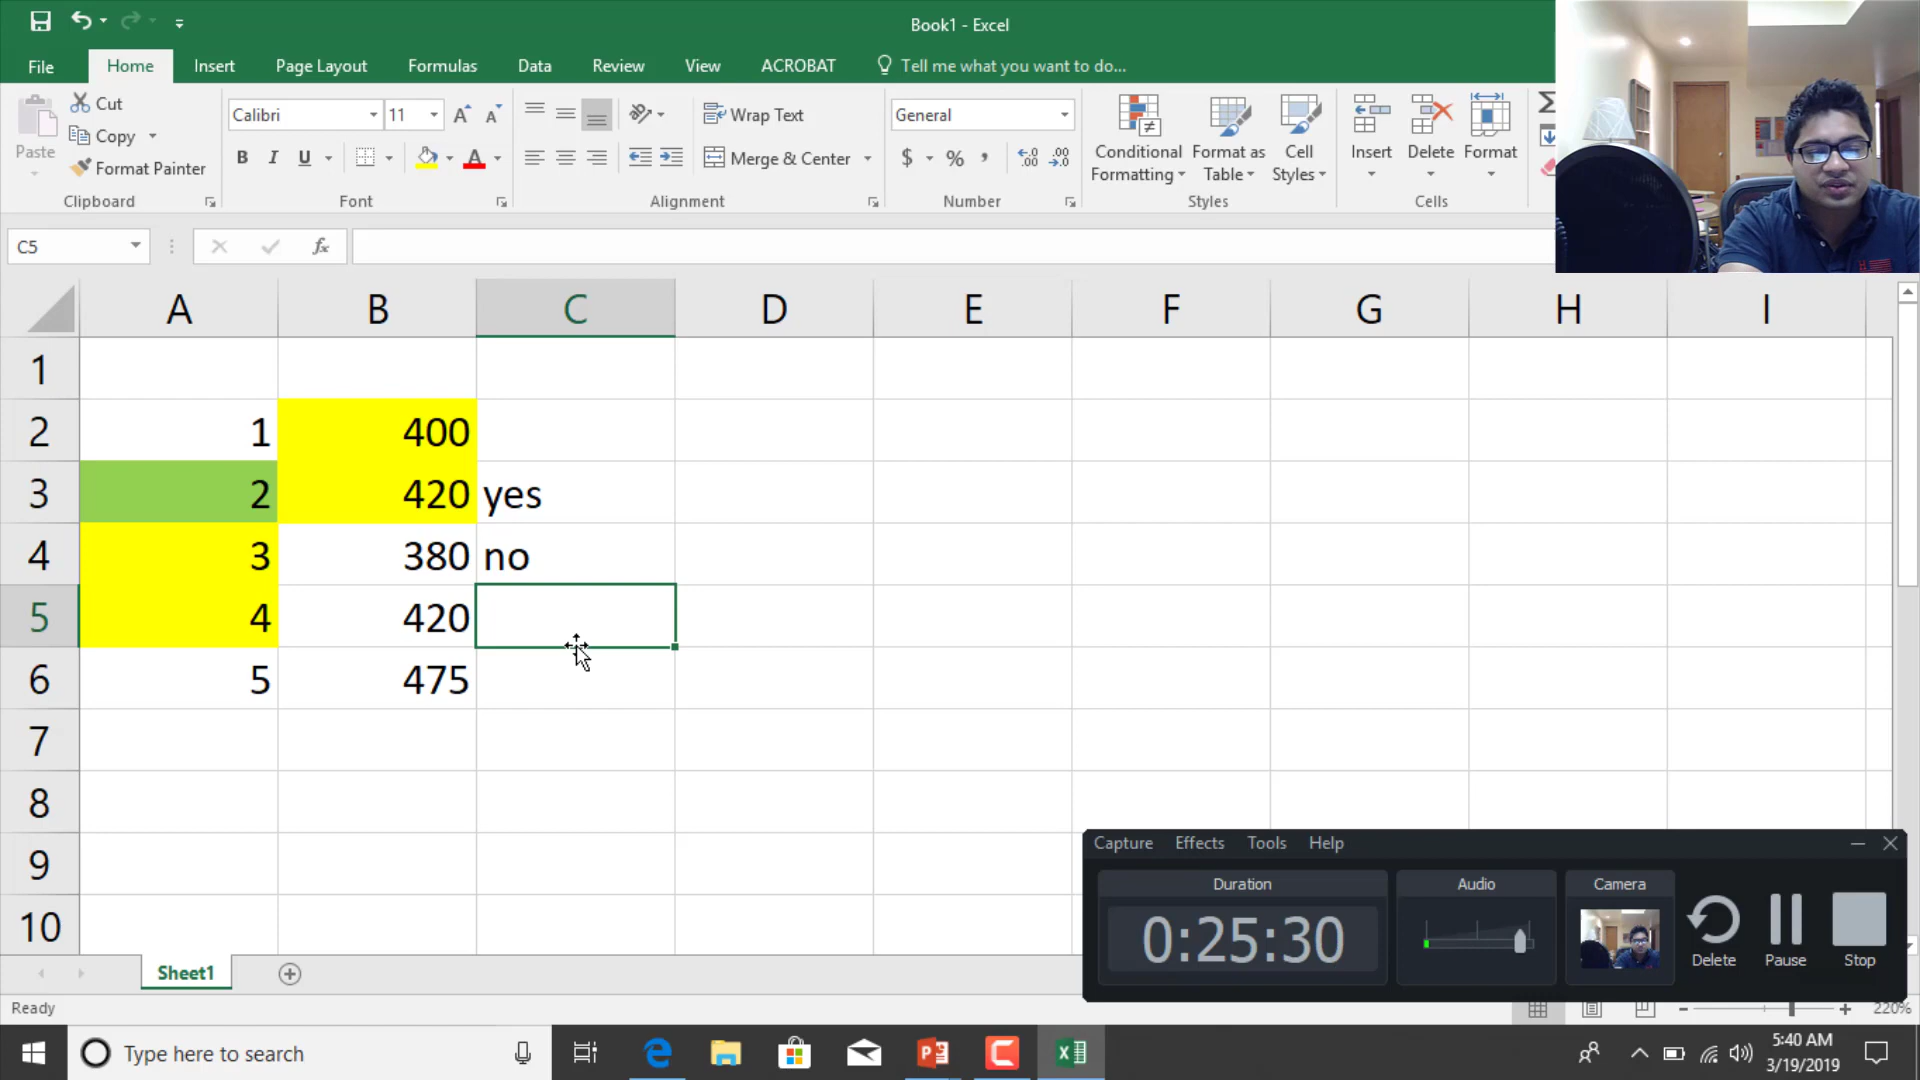 Book1 - Excel
File Home Insert Page Layout Formulas Data Review View ACROBAT Tell me what you want to do...
Paste
Cut
Copy
Format Painter
Clipboard
Calibri 11
B I U A
Font
Wrap Text
Merge & Center
Alignment
General
$ % ,
Number
Conditional Formatting
Format as Table
Cell Styles
Styles
Insert Delete Format
Cells
Σ
C5 fx
A B C D E F G H I
1
2 1 400
3 2 420 yes
4 3 380 no
5 4 420
6 5 475
7
8
9
10
Capture Effects Tools Help
Duration Audio Camera
0:25:30
Delete Pause Stop
Sheet1
Ready
220%
Type here to search
5:40 AM
3/19/2019